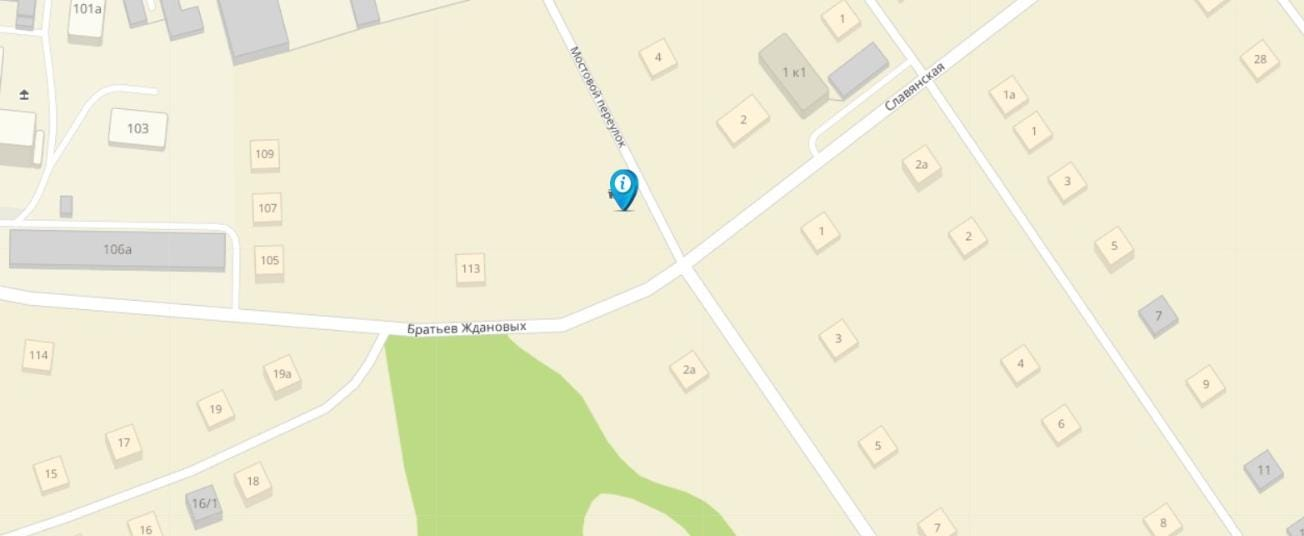 101а
1
28
4
1 к1
2
1а
1
103
109
Мостовой переулок
Славянская
2а
3
107
i
106а
105
113
1
2
5
7
Братьев Ждановых
114
19а
2а
3
4
9
19
17
6
15
18
5
11
16/1
16
7
8